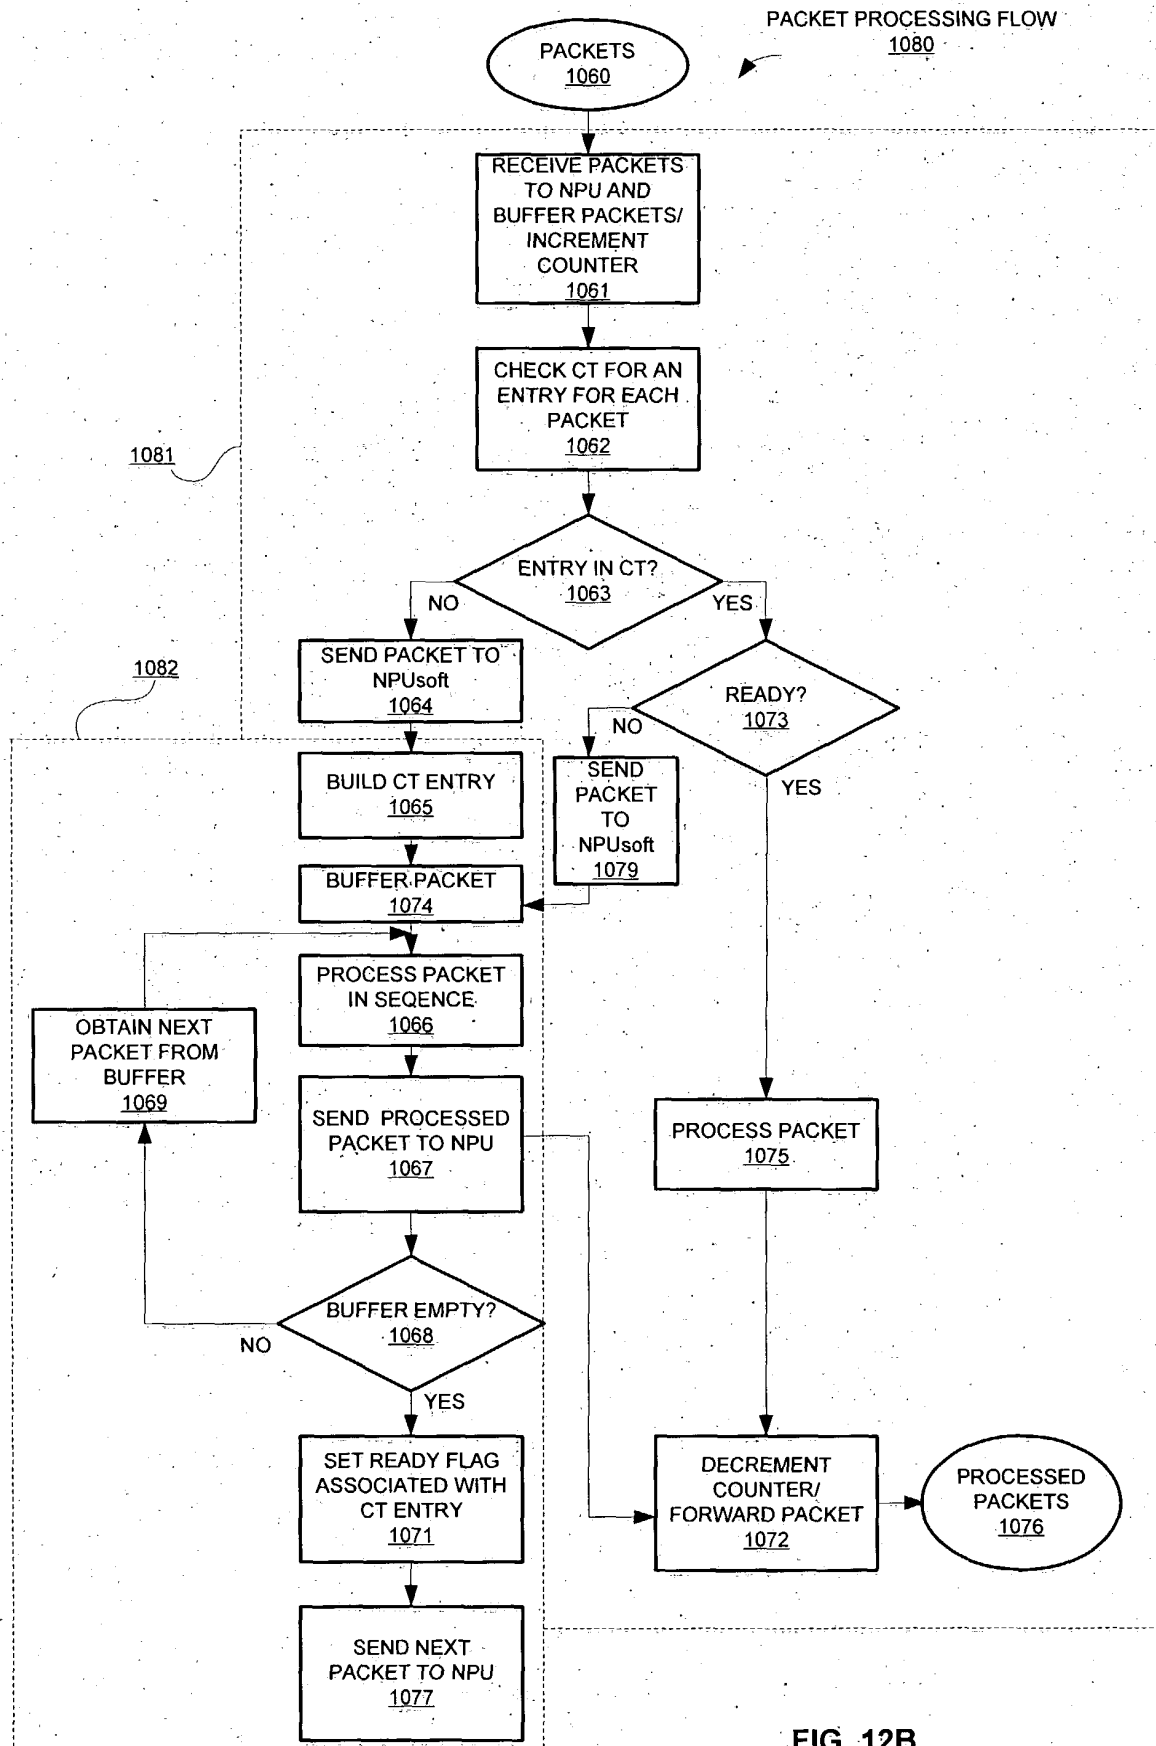 PACKET PROCESSING FLOW
1080
PACKETS
1060
RECEIVE PACKETS
TO NPU AND
BUFFER PACKETS/
INCREMENT
COUNTER
1061
CHECK CT FOR AN
ENTRY FOR EACH
PACKET
1062
1081
ENTRY IN CT?
1063
NO
YES
SEND PACKET TO
NPUsoft
1064
1082
READY?
1073
NO
YES
BUILD CT ENTRY
1065
SEND
PACKET
TO
NPUsoft
1079
BUFFER PACKET
1074
PROCESS PACKET
IN SEQENCE
1066
OBTAIN NEXT
PACKET FROM
BUFFER
1069
SEND PROCESSED
PACKET TO NPU
1067
PROCESS PACKET
1075
BUFFER EMPTY?
1068
NO
YES
SET READY FLAG
ASSOCIATED WITH
CT ENTRY
1071
DECREMENT
COUNTER/
FORWARD PACKET
1072
PROCESSED
PACKETS
1076
SEND NEXT
PACKET TO NPU
1077
FIG. 12B